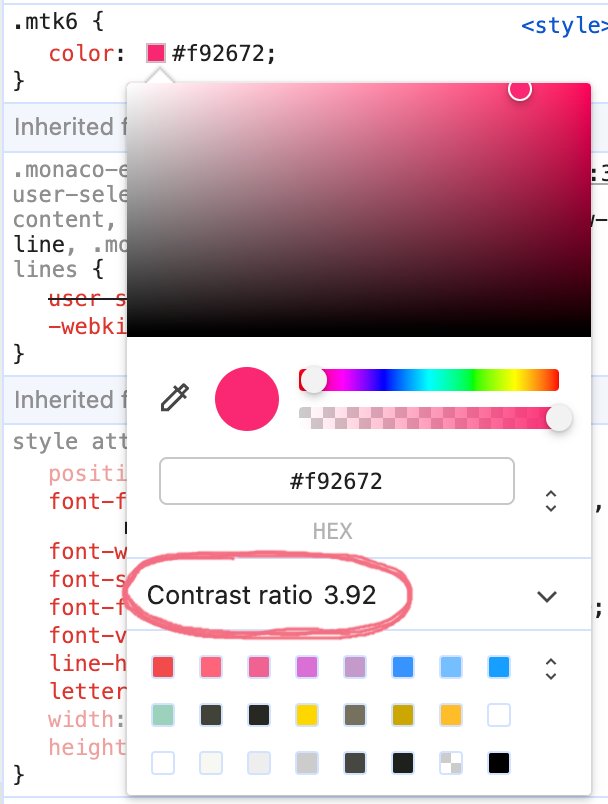 .mtk6 {
<style>
color: #f92672;
}
Inherited f
.monaco-e
:3
user-sele
content,
w-
line, .mo
lines {
user-s
-webki
}
Inherited f
style att
positi
font-f
,
font-w
font-s
font-f
;
font-v
line-h
letter
width:
height
}
#f92672
HEX
Contrast ratio 3.92